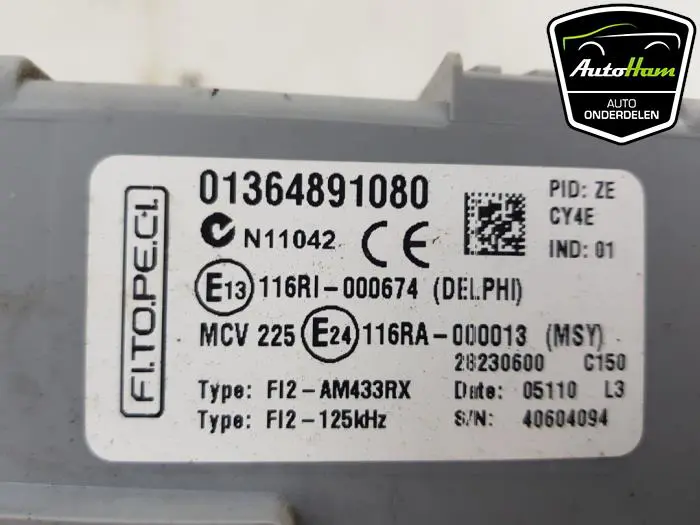 AutoHam
AUTO
ONDERDELEN
FI.TO.PE.C.I.
01364891080
PID: ZE
CY4E
IND: 01
N11042 CE
E13 116RI-000674 (DELPHI)
MCV 225 E24 116RA-000013 (MSY)
28230600 C150
Type: FI2-AM433RX Date: 05110 L3
Type: FI2-125kHz S/N: 40604094